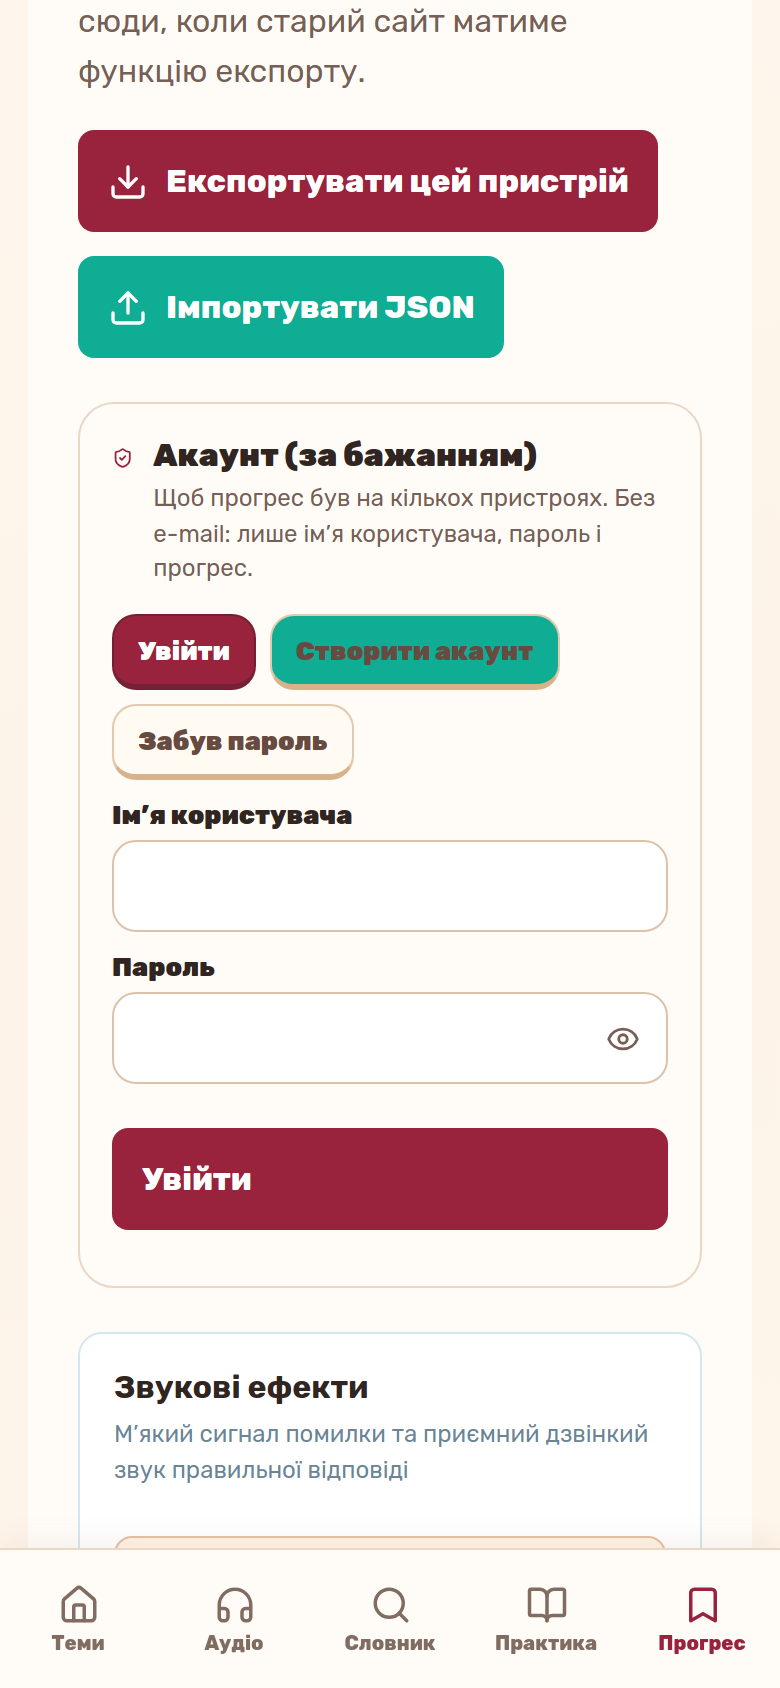 сюди, коли старий сайт матиме
функцію експорту.
Експортувати цей пристрій
Імпортувати JSON
Акаунт (за бажанням)
Щоб прогрес був на кількох пристроях. Без
e-mail: лише ім’я користувача, пароль і
прогрес.
Увійти
Створити акаунт
Забув пароль
Ім’я користувача
Пароль
Увійти
Звукові ефекти
М’який сигнал помилки та приємний дзвінкий
звук правильної відповіді
Теми
Аудіо
Словник
Практика
Прогрес